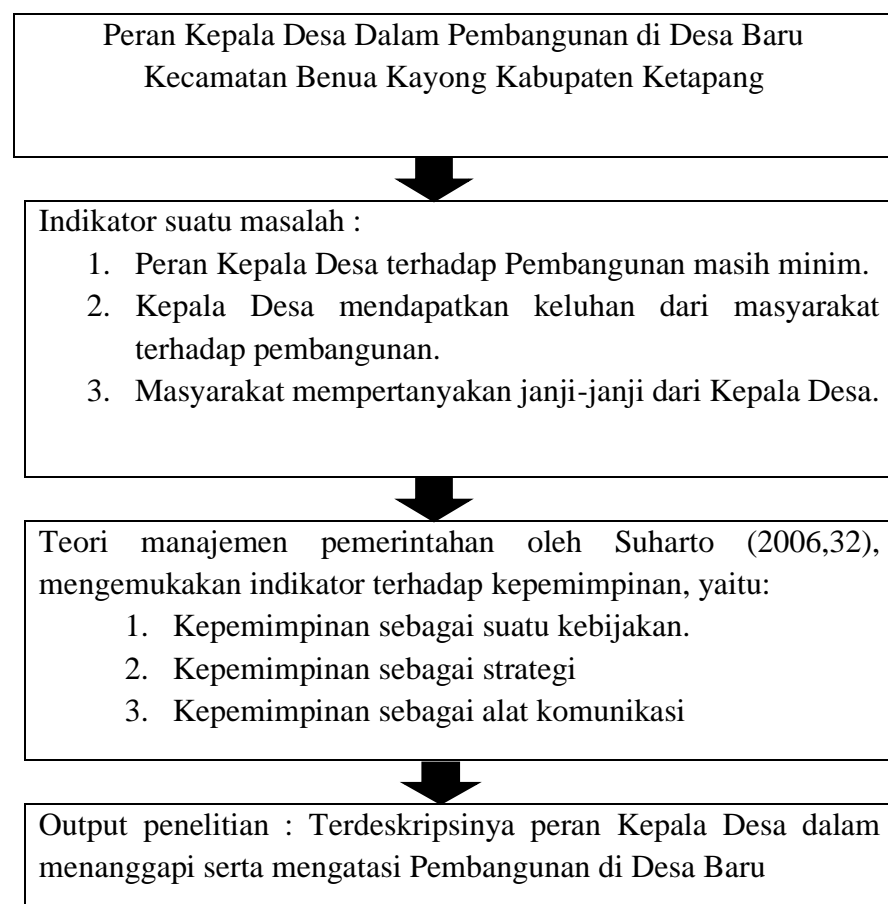 Peran Kepala Desa Dalam Pembangunan di Desa Baru
Kecamatan Benua Kayong Kabupaten Ketapang
Indikator suatu masalah :
1. Peran Kepala Desa terhadap Pembangunan masih minim.
2. Kepala Desa mendapatkan keluhan dari masyarakat
terhadap pembangunan.
3. Masyarakat mempertanyakan janji-janji dari Kepala Desa.
Teori manajemen pemerintahan oleh Suharto (2006,32),
mengemukakan indikator terhadap kepemimpinan, yaitu:
1. Kepemimpinan sebagai suatu kebijakan.
2. Kepemimpinan sebagai strategi
3. Kepemimpinan sebagai alat komunikasi
Output penelitian : Terdeskripsinya peran Kepala Desa dalam
menanggapi serta mengatasi Pembangunan di Desa Baru